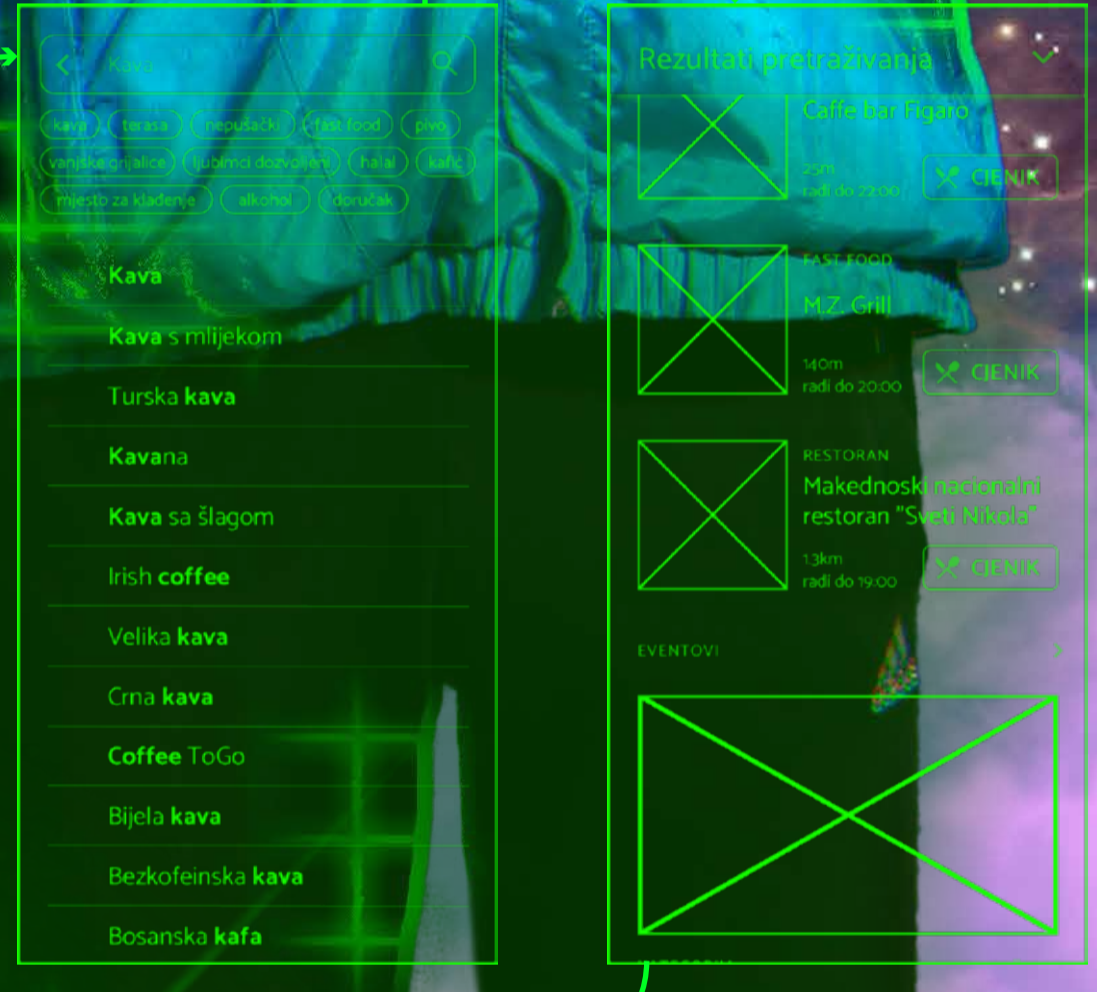 Kava
kava terasa nepušački fast food pivo
vanjske grijalice ljubimci dozvoljeni halal kafić
mjesto za klađenje alkohol doručak
Kava
Kava s mlijekom
Turska kava
Kavana
Kava sa šlagom
Irish coffee
Velika kava
Crna kava
Coffee ToGo
Bijela kava
Bezkofeinska kava
Bosanska kafa
Rezultati pretraživanja
Caffe bar Figaro
25m
radi do 22:00
CJENIK
FAST FOOD
M.Z. Grill
140m
radi do 20:00
CJENIK
RESTORAN
Makednoski nacionalni
restoran "Sveti Nikola"
1.3km
radi do 19:00
CJENIK
EVENTOVI